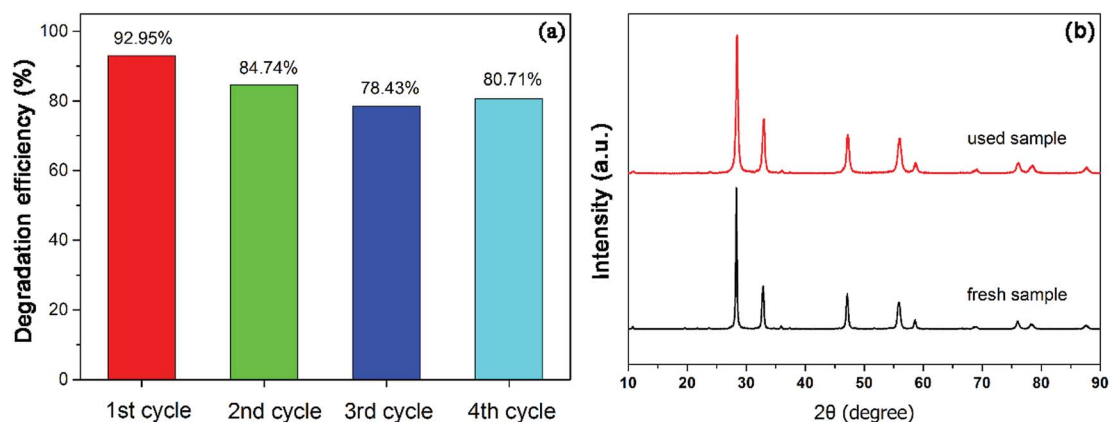 (a)
Degradation efficiency (%)
100
80
60
40
20
0
92.95%
84.74%
78.43%
80.71%
1st cycle
2nd cycle
3rd cycle
4th cycle
(b)
Intensity (a.u.)
used sample
fresh sample
10 20 30 40 50 60 70 80 90
2θ (degree)